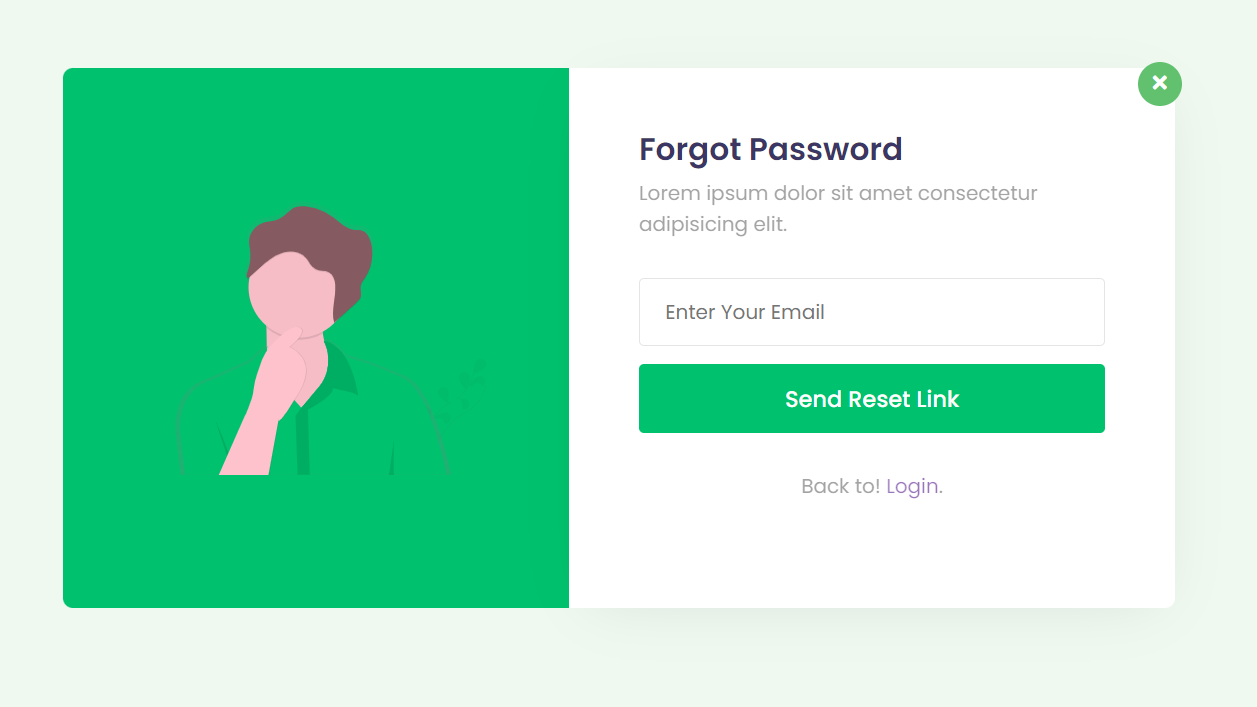 Forgot Password
Lorem ipsum dolor sit amet consectetur
adipisicing elit.
Enter Your Email
Send Reset Link
Back to! Login.